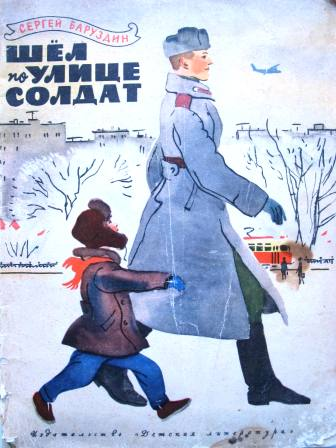 СЕРГЕЙ БАРУЗДИН
ШЁЛ
по УЛИЦЕ
СОЛДАТ
Издательство «Детская литература»